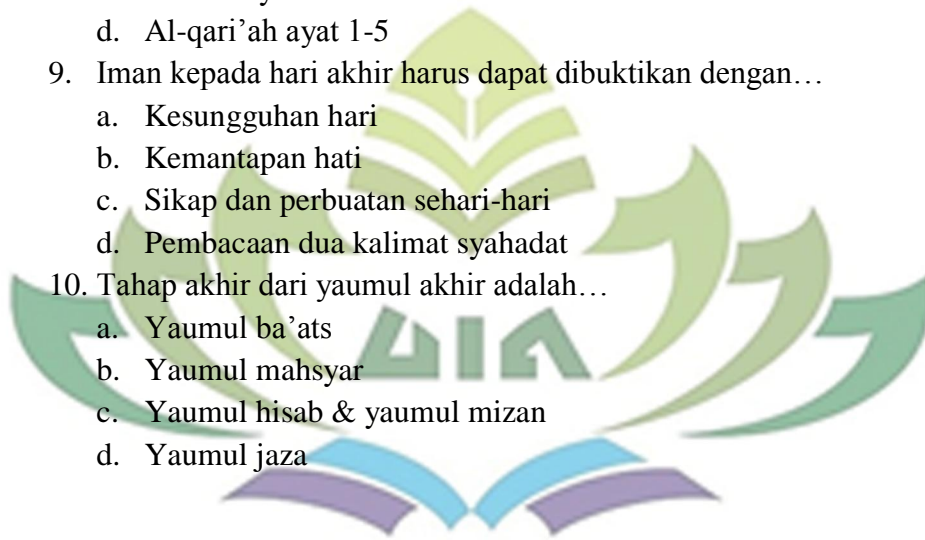 d. Al-qari’ah ayat 1-5
9. Iman kepada hari akhir harus dapat dibuktikan dengan…
a. Kesungguhan hari
b. Kemantapan hati
c. Sikap dan perbuatan sehari-hari
d. Pembacaan dua kalimat syahadat
10. Tahap akhir dari yaumul akhir adalah…
a. Yaumul ba’ats
b. Yaumul mahsyar
c. Yaumul hisab & yaumul mizan
d. Yaumul jaza